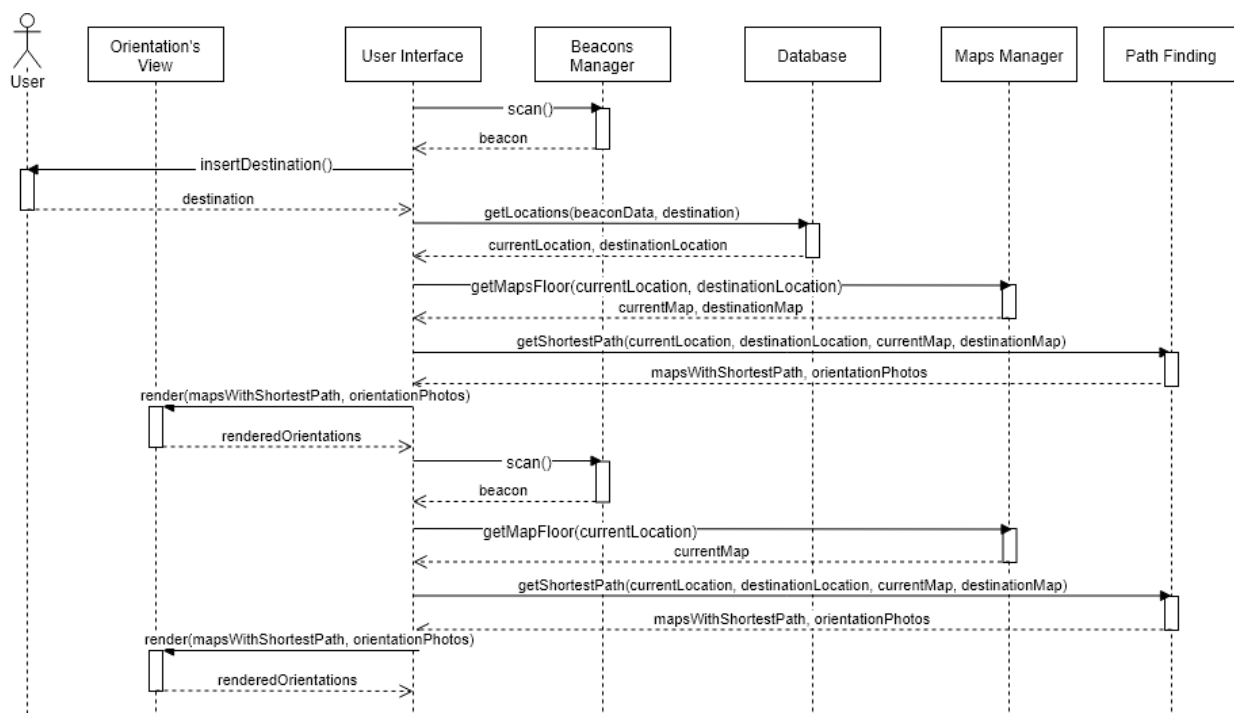 Orientation's
View
User Interface
Beacons
Manager
Database
Maps Manager
Path Finding
User
scan()
beacon
insertDestination()
destination
getLocations(beaconData, destination)
currentLocation, destinationLocation
getMapsFloor(currentLocation, destinationLocation)
currentMap, destinationMap
getShortestPath(currentLocation, destinationLocation, currentMap, destinationMap)
mapsWithShortestPath, orientationPhotos
render(mapsWithShortestPath, orientationPhotos)
renderedOrientations
scan()
beacon
getMapFloor(currentLocation)
currentMap
getShortestPath(currentLocation, destinationLocation, currentMap, destinationMap)
mapsWithShortestPath, orientationPhotos
render(mapsWithShortestPath, orientationPhotos)
renderedOrientations